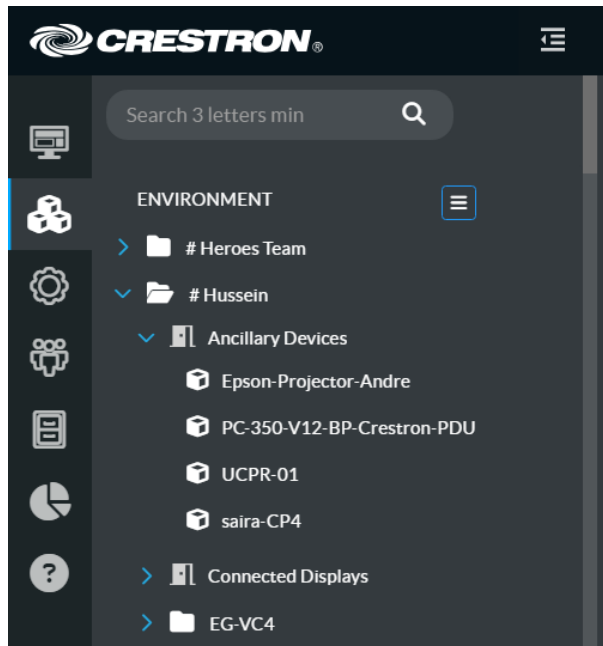 CRESTRON®
Search 3 letters min
ENVIRONMENT
# Heroes Team
# Hussein
Ancillary Devices
Epson-Projector-Andre
PC-350-V12-BP-Crestron-PDU
UCPR-01
saira-CP4
?
Connected Displays
EG-VC4